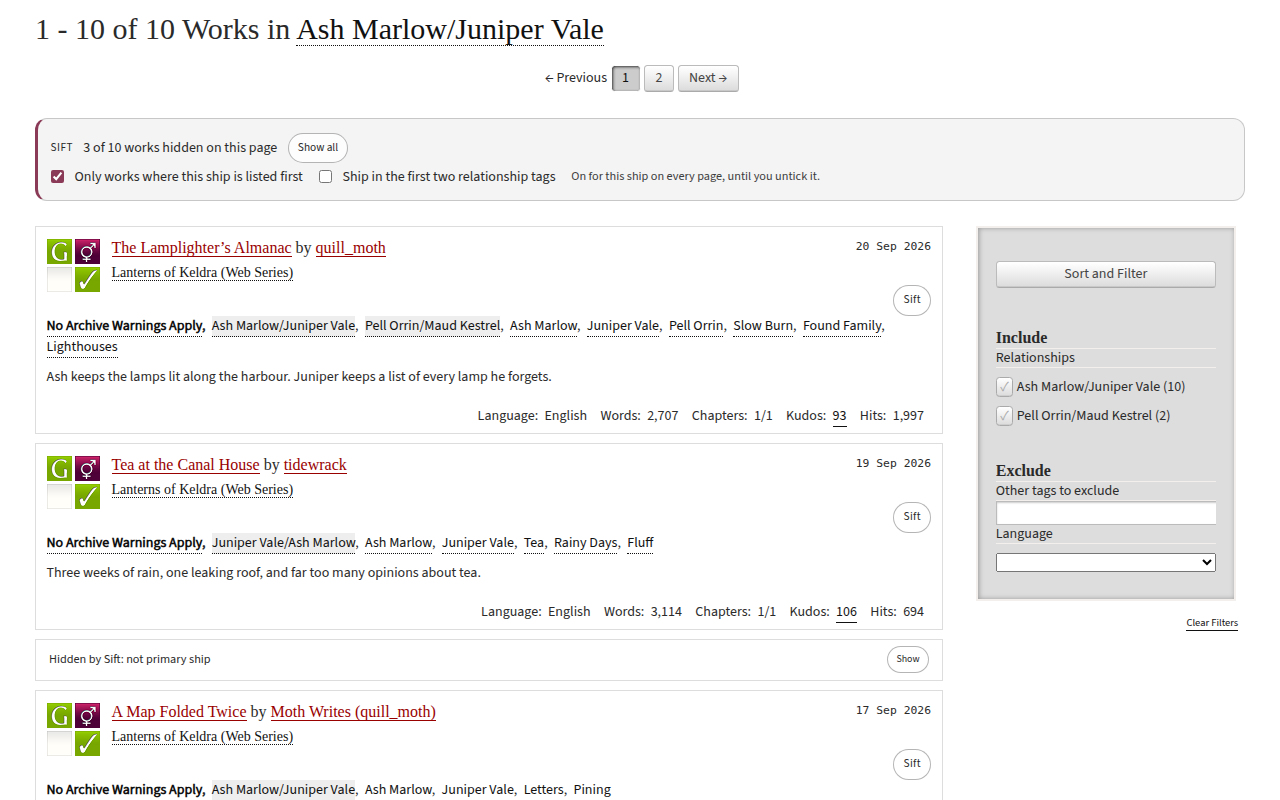 1 - 10 of 10 Works in Ash Marlow/Juniper Vale
← Previous 1 2 Next →
SIFT 3 of 10 works hidden on this page Show all
Only works where this ship is listed first Ship in the first two relationship tags On for this ship on every page, until you untick it.
G The Lamplighter’s Almanac by quill_moth 20 Sep 2026
Lanterns of Keldra (Web Series)
Sift
No Archive Warnings Apply, Ash Marlow/Juniper Vale, Pell Orrin/Maud Kestrel, Ash Marlow, Juniper Vale, Pell Orrin, Slow Burn, Found Family,
Lighthouses
Ash keeps the lamps lit along the harbour. Juniper keeps a list of every lamp he forgets.
Language: English Words: 2,707 Chapters: 1/1 Kudos: 93 Hits: 1,997
G Tea at the Canal House by tidewrack 19 Sep 2026
Lanterns of Keldra (Web Series)
Sift
No Archive Warnings Apply, Juniper Vale/Ash Marlow, Ash Marlow, Juniper Vale, Tea, Rainy Days, Fluff
Three weeks of rain, one leaking roof, and far too many opinions about tea.
Language: English Words: 3,114 Chapters: 1/1 Kudos: 106 Hits: 694
Hidden by Sift: not primary ship Show
G A Map Folded Twice by Moth Writes (quill_moth) 17 Sep 2026
Lanterns of Keldra (Web Series)
Sift
No Archive Warnings Apply, Ash Marlow/Juniper Vale, Ash Marlow, Juniper Vale, Letters, Pining
Sort and Filter
Include
Relationships
Ash Marlow/Juniper Vale (10)
Pell Orrin/Maud Kestrel (2)
Exclude
Other tags to exclude
Language
Clear Filters